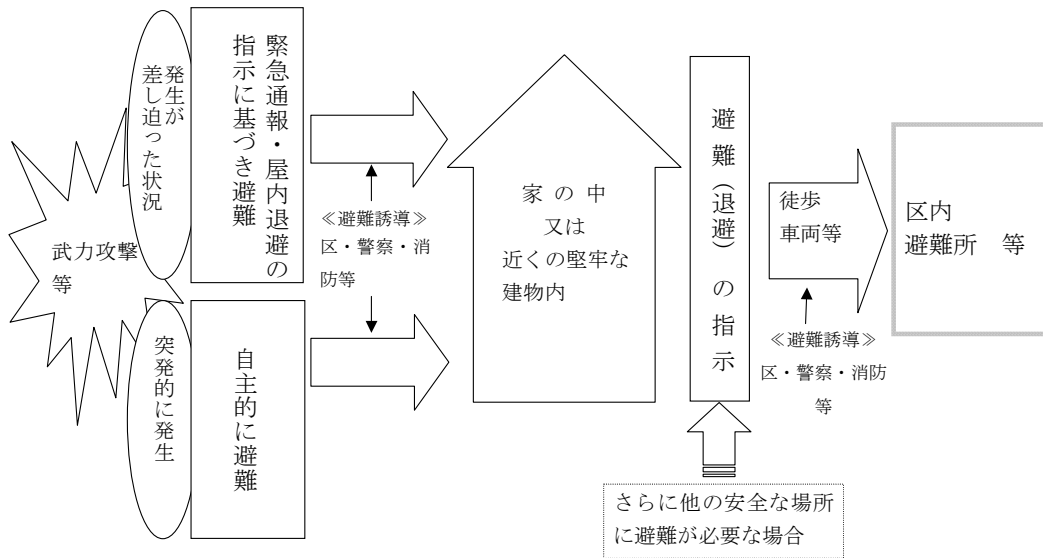 武力攻撃
等
発生が
差し迫った状況
緊急通報・屋内退避の
指示に基づき避難
突発的に発生
自主的に避難
≪避難誘導≫
区・警察・消
防等
家 の 中
又は
近くの堅牢な
建物内
避難（退避）の指示
さらに他の安全な場所
に避難が必要な場合
徒歩
車両等
≪避難誘導≫
区・警察・消防
等
区内
避難所　等